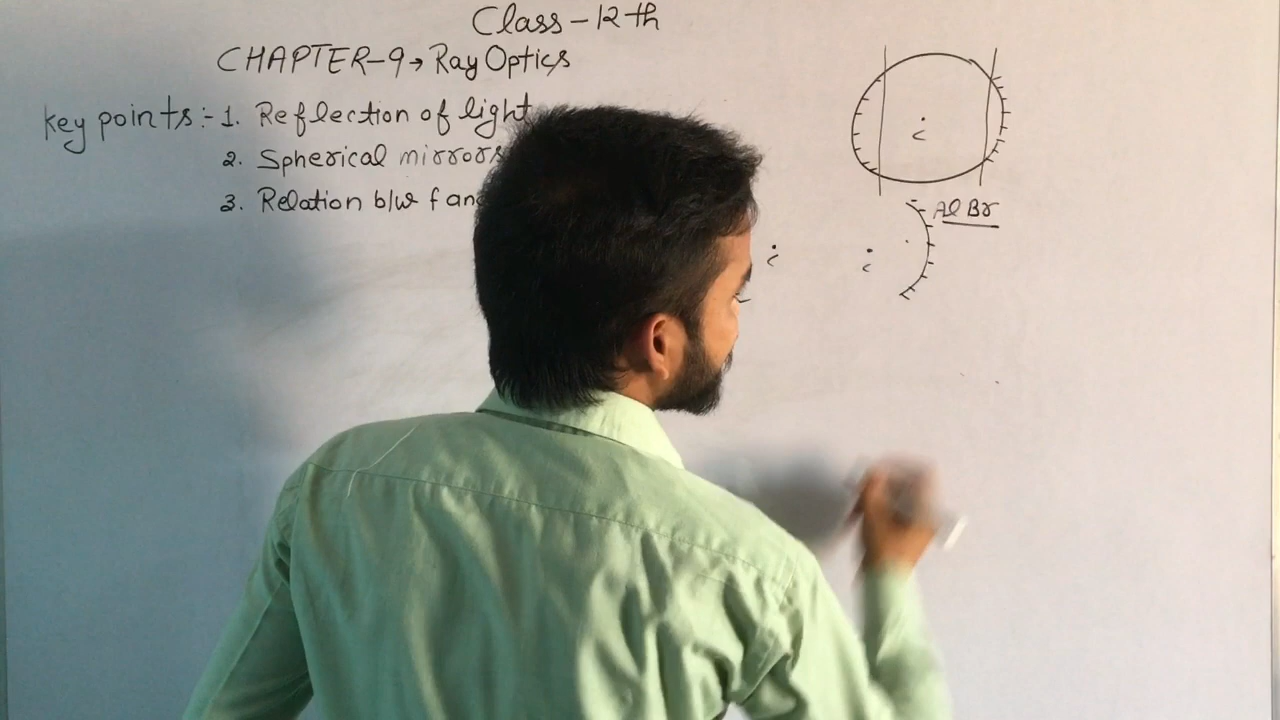 Class - 12th
CHAPTER-9→ Ray Optics
Key points :- 1. Reflection of light
2. Spherical mirrors
3. Relation b/w f
c
Al Br
c
c